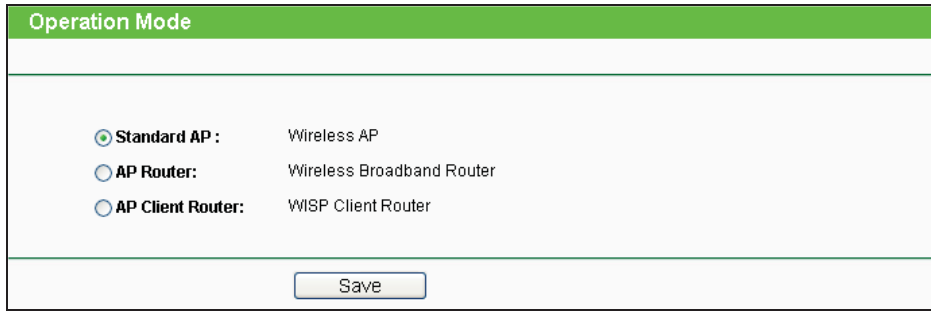 Operation Mode
Standard AP : Wireless AP
AP Router: Wireless Broadband Router
AP Client Router: WISP Client Router
Save